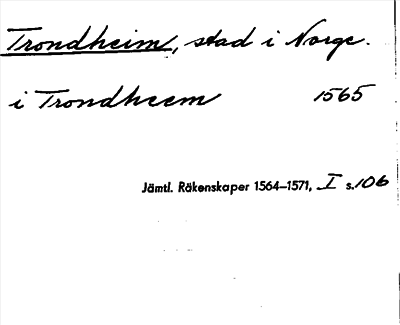 Trondheim, stad i Norge.
i Trondheem 1565
Jämtl. Räkenskaper 1564–1571, I s. 106